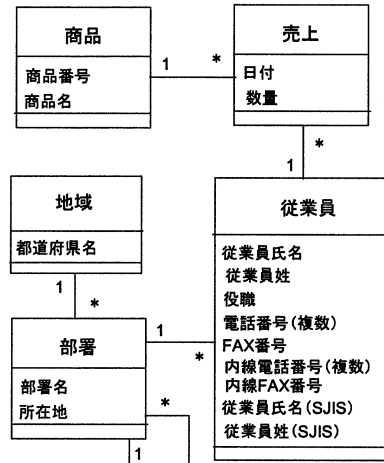 商品
商品番号
商品名
1
*
売上
日付
数量
*
1
地域
都道府県名
1
*
部署
部署名
所在地
1
*
*
1
従業員
従業員氏名
従業員姓
役職
電話番号(複数)
FAX番号
内線電話番号(複数)
内線FAX番号
従業員氏名(SJIS)
従業員姓(SJIS)